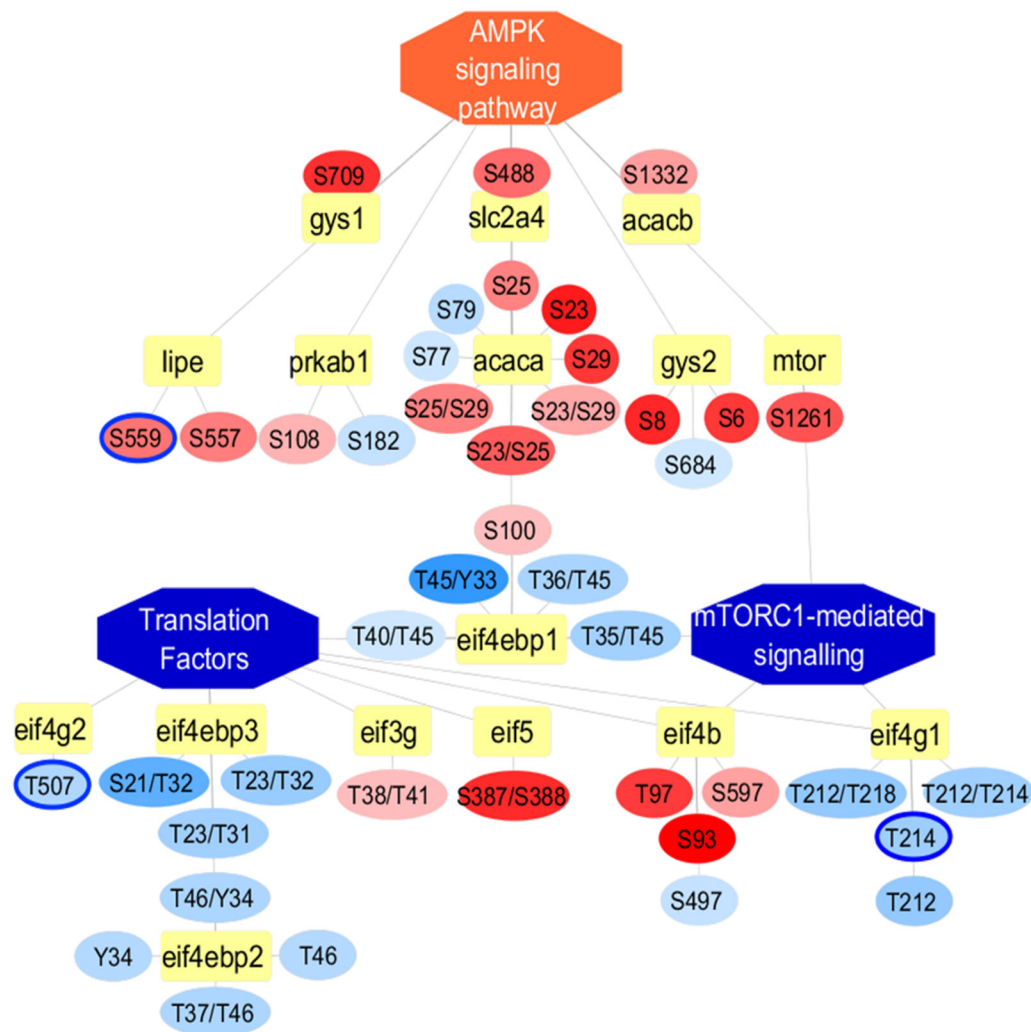 AMPK
signaling
pathway
S709
S488
S1332
gys1
slc2a4
acacb
S25
S79
S23
S77
acaca
S29
lipe
prkab1
gys2
mtor
S25/S29
S23/S29
S8
S6
S1261
S559
S557
S108
S182
S23/S25
S684
S100
T45/Y33
T36/T45
Translation
Factors
T40/T45
eif4ebp1
T35/T45
mTORC1-mediated
signalling
eif4g2
eif4ebp3
eif3g
eif5
eif4b
eif4g1
T507
S21/T32
T23/T32
T38/T41
S387/S388
T97
S597
T212/T218
T212/T214
T23/T31
S93
T214
T46/Y34
S497
T212
Y34
eif4ebp2
T46
T37/T46